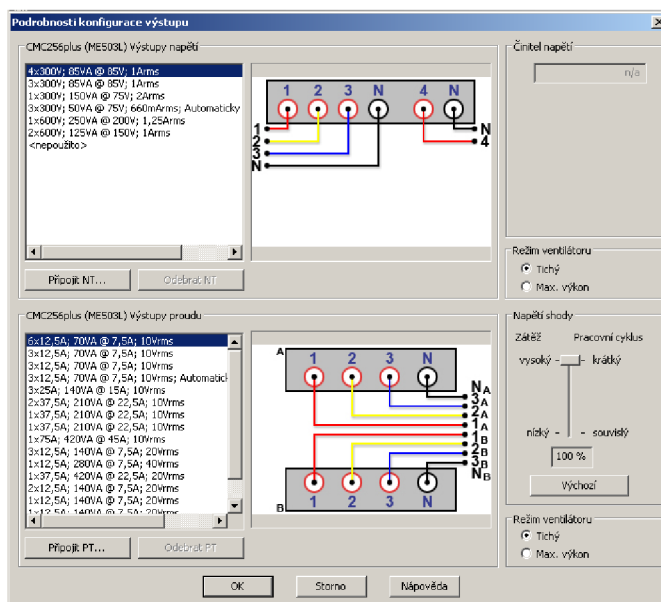 Podrobnosti konfigurace výstupu
CMC256plus (ME503L) Výstupy napětí
4x300V; 85VA @ 85V; 1Arms
3x300V; 85VA @ 85V; 1Arms
1x300V; 150VA @ 75V; 2Arms
3x300V; 50VA @ 75V; 660mArms; Automaticky
1x600V; 250VA @ 200V; 1,25Arms
2x600V; 125VA @ 150V; 1Arms
<nepoužito>
1 2 3 N 4 N
1
2
3
N
N
4
Připojit NT...
Odebrat NT
Činitel napětí
n/a
Režim ventilátoru
Tichý
Max. výkon
CMC256plus (ME503L) Výstupy proudu
6x12,5A; 70VA @ 7,5A; 10Vrms
3x12,5A; 70VA @ 7,5A; 10Vrms
3x12,5A; 70VA @ 7,5A; 10Vrms
3x12,5A; 70VA @ 7,5A; 10Vrms; Automatick
3x25A; 140VA @ 15A; 10Vrms
2x37,5A; 210VA @ 22,5A; 10Vrms
1x37,5A; 210VA @ 22,5A; 10Vrms
1x37,5A; 210VA @ 22,5A; 10Vrms
1x75A; 420VA @ 45A; 10Vrms
3x12,5A; 140VA @ 7,5A; 20Vrms
1x12,5A; 280VA @ 7,5A; 40Vrms
1x37,5A; 420VA @ 22,5A; 20Vrms
2x12,5A; 140VA @ 7,5A; 20Vrms
1x12,5A; 140VA @ 7,5A; 20Vrms
1x12,5A; 140VA @ 7,5A; 20Vrms
A
1 2 3 N
NA
3A
2A
1A
1B
2B
3B
NB
B
1 2 3 N
Připojit PT...
Odebrat PT
Napětí shody
Zátěž Pracovní cyklus
vysoký krátký
nízký souvislý
100 %
Výchozí
Režim ventilátoru
Tichý
Max. výkon
OK
Storno
Nápověda